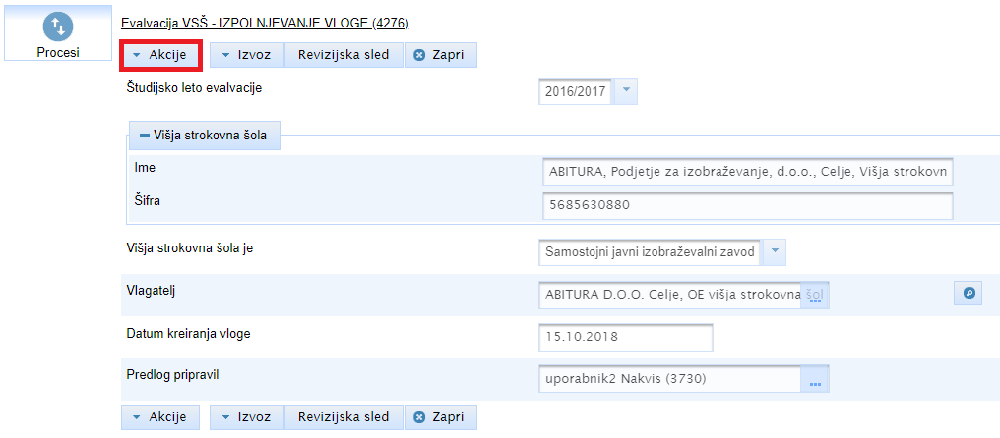 Procesi
Evalvacija VSŠ - IZPOLNJEVANJE VLOGE (4276)
Akcije Izvoz Revizijska sled Zapri
Študijsko leto evalvacije 2016/2017
Višja strokovna šola
Ime ABITURA, Podjetje za izobraževanje, d.o.o., Celje, Višja strokovn
Šifra 5685630880
Višja strokovna šola je Samostojni javni izobraževalni zavod
Vlagatelj ABITURA D.O.O. Celje, OE višja strokovna šol ...
Datum kreiranja vloge 15.10.2018
Predlog pripravil uporabnik2 Nakvis (3730) ...
Akcije Izvoz Revizijska sled Zapri